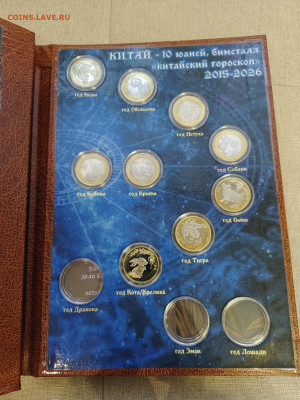 COINS.LAVE.RU
КИТАЙ - 10 юаней, биметалл
«китайский гороскоп»
2015-2026
год Козы
год Обезьяны
год Петуха
год Собаки
год Кабана
год Крысы
год Быка
год Тигра
год Дракона
год Кота/Кролика
год Змеи
год Лошади